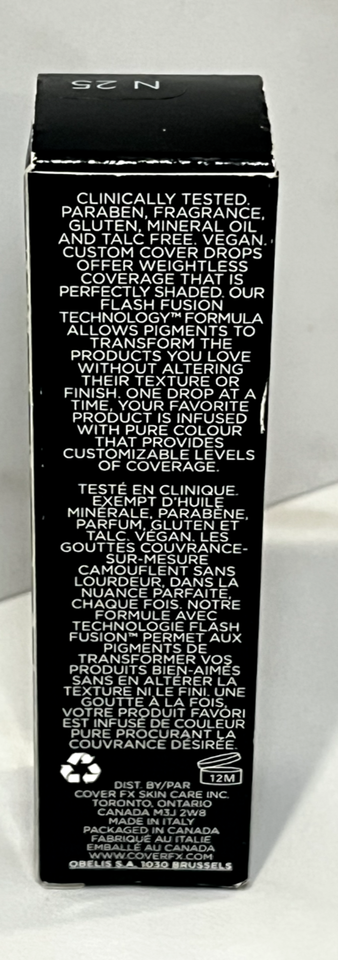 N 25
CLINICALLY TESTED.
PARABEN, FRAGRANCE,
GLUTEN, MINERAL OIL
AND TALC FREE. VEGAN.
CUSTOM COVER DROPS
OFFER WEIGHTLESS
COVERAGE THAT IS
PERFECTLY SHADED. OUR
FLASH FUSION
TECHNOLOGY™ FORMULA
ALLOWS PIGMENTS TO
TRANSFORM THE
PRODUCTS YOU LOVE
WITHOUT ALTERING
THEIR TEXTURE OR
FINISH. ONE DROP AT A
TIME, YOUR FAVORITE
PRODUCT IS INFUSED
WITH PURE COLOUR
THAT PROVIDES
CUSTOMIZABLE LEVELS
OF COVERAGE.
TESTÉ EN CLINIQUE.
EXEMPT D'HUILE
MINÉRALE, PARABÈNE,
PARFUM, GLUTEN ET
TALC. VÉGAN. LES
GOUTTES COUVRANCE-
SUR-MESURE
CAMOUFLENT SANS
LOURDEUR, DANS LA
NUANCE PARFAITE,
CHAQUE FOIS. NOTRE
FORMULE AVEC
TECHNOLOGIE FLASH
FUSION™ PERMET AUX
PIGMENTS DE
TRANSFORMER VOS
PRODUITS BIEN-AIMÉS
SANS EN ALTÉRER LA
TEXTURE NI LE FINI. UNE
GOUTTE À LA FOIS,
VOTRE PRODUIT FAVORI
EST INFUSÉ DE COULEUR
PURE PROCURANT LA
COUVRANCE DÉSIRÉE.
12M
DIST. BY/PAR
COVER FX SKIN CARE INC.
TORONTO, ONTARIO
CANADA M3J 2W8
MADE IN ITALY
PACKAGED IN CANADA
FABRIQUÉ AU ITALIE
EMBALLÉ AU CANADA
WWW.COVERFX.COM
OBELIS S.A. 1030 BRUSSELS